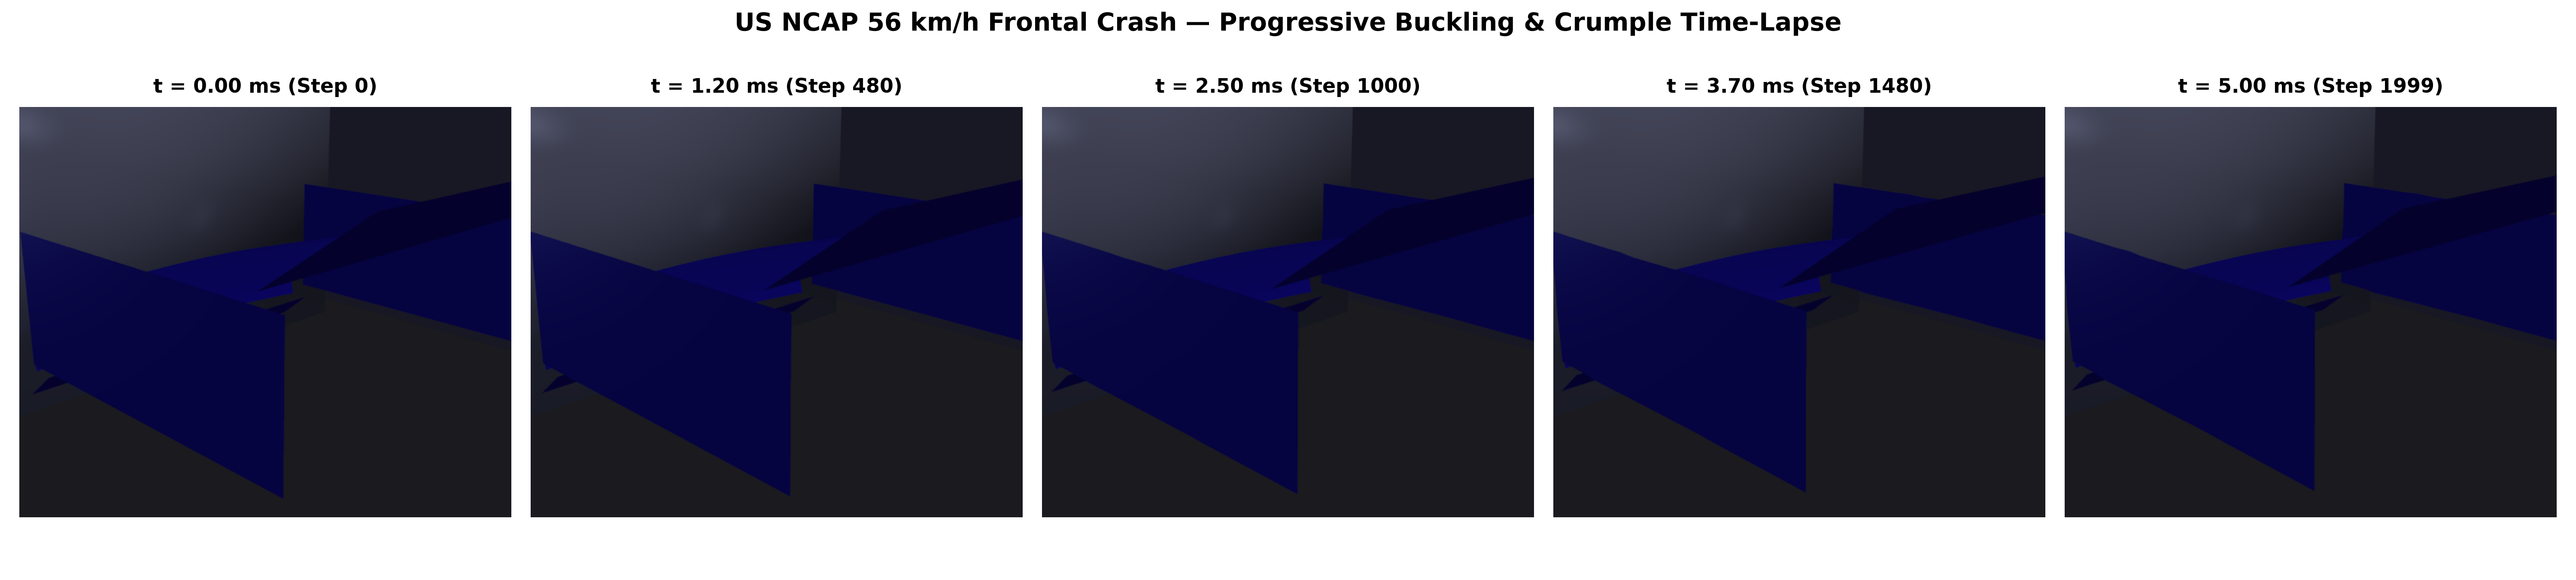 US NCAP 56 km/h Frontal Crash — Progressive Buckling & Crumple Time-Lapse
t = 0.00 ms (Step 0)
t = 1.20 ms (Step 480)
t = 2.50 ms (Step 1000)
t = 3.70 ms (Step 1480)
t = 5.00 ms (Step 1999)